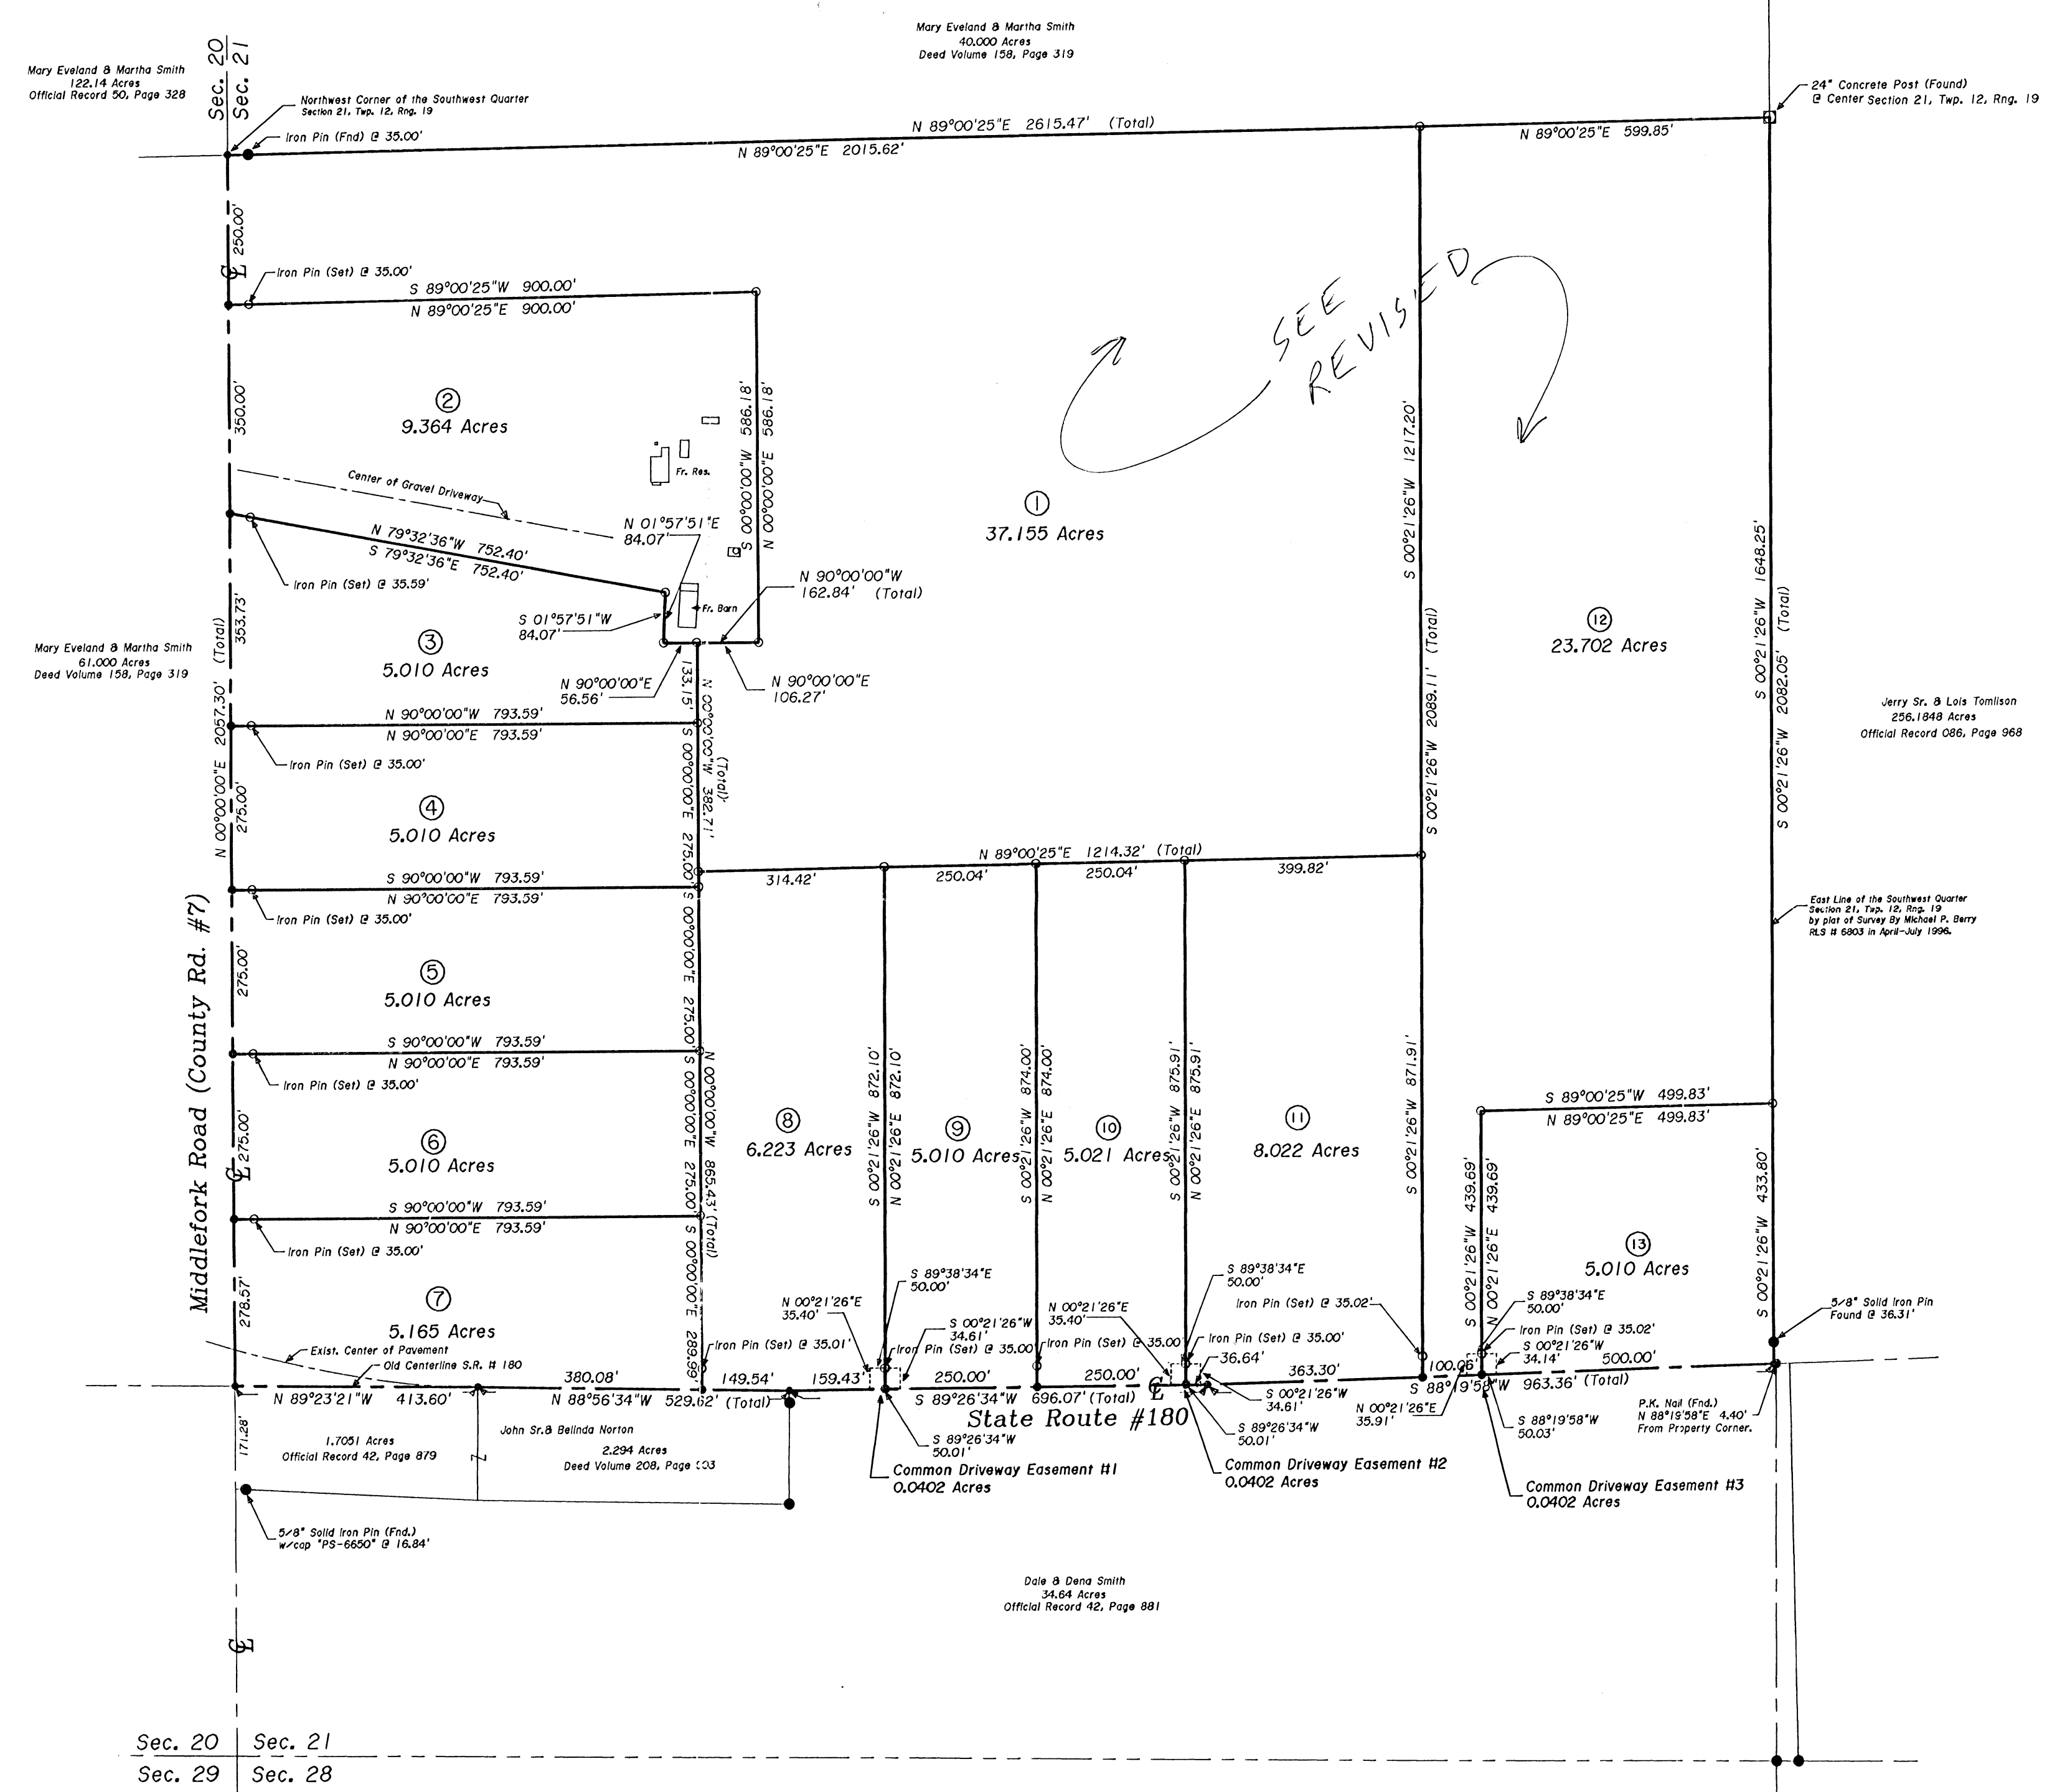 Mary Eveland & Martha Smith
40.000 Acres
Deed Volume 158, Page 319
Sec. 20
Sec. 21
Mary Eveland & Martha Smith
122.14 Acres
Official Record 50, Page 328
Northwest Corner of the Southwest Quarter
Section 21, Twp. 12, Rng. 19
Iron Pin (Fnd) @ 35.00'
24" Concrete Post (Found)
@ Center Section 21, Twp. 12, Rng. 19
N 89°00'25"E 2615.47' (Total)
N 89°00'25"E 2015.62'
N 89°00'25"E 599.85'
250.00'
Iron Pin (Set) @ 35.00'
S 89°00'25"W 900.00'
N 89°00'25"E 900.00'
SEE
REVISED
350.00'
2
9.364 Acres
Fr. Res.
Center of Gravel Driveway
S 00°00'00"W 586.18'
N 00°00'00"E 586.18'
1
37.155 Acres
S 00°21'26"W 1217.20'
S 00°21'26"W 2089.11' (Total)
12
23.702 Acres
S 00°21'26"W 1648.25'
S 00°21'26"W 2082.05' (Total)
N 79°32'36"W 752.40'
S 79°32'36"E 752.40'
N 01°57'51"E
84.07'
Iron Pin (Set) @ 35.59'
N 90°00'00"W
162.84' (Total)
Fr. Barn
S 01°57'51"W
84.07'
353.73'
N 00°00'00"E 2057.30' (Total)
Mary Eveland & Martha Smith
61.000 Acres
Deed Volume 158, Page 319
3
5.010 Acres
N 90°00'00"E
56.56'
N 90°00'00"E
106.27'
133.15'
N 00°00'00"W 382.71'
(Total)
Jerry Sr. & Lois Tomlison
256.1848 Acres
Official Record 086, Page 968
N 90°00'00"W 793.59'
N 90°00'00"E 793.59'
Iron Pin (Set) @ 35.00'
275.00'
4
5.010 Acres
S 00°00'00"E 275.00'
N 89°00'25"E 1214.32' (Total)
314.42'
250.04'
250.04'
399.82'
S 90°00'00"W 793.59'
N 90°00'00"E 793.59'
Iron Pin (Set) @ 35.00'
East Line of the Southwest Quarter
Section 21, Twp. 12, Rng. 19
by plat of Survey By Michael P. Berry
RLS # 6803 in April-July 1996.
Middlefork Road (County Rd. #7)
275.00'
5
5.010 Acres
S 00°00'00"E 275.00'
S 90°00'00"W 793.59'
N 90°00'00"E 793.59'
Iron Pin (Set) @ 35.00'
275.00'
6
5.010 Acres
S 00°00'00"E 275.00'
N 00°00'00"W 865.43' (Total)
8
6.223 Acres
S 00°21'26"W 872.10'
N 00°21'26"E 872.10'
9
5.010 Acres
S 00°21'26"W 874.00'
N 00°21'26"E 874.00'
10
5.021 Acres
S 00°21'26"W 875.91'
N 00°21'26"E 875.91'
11
8.022 Acres
S 00°21'26"W 871.91'
S 89°00'25"W 499.83'
N 89°00'25"E 499.83'
S 00°21'26"W 439.69'
N 00°21'26"E 439.69'
13
5.010 Acres
S 00°21'26"W 433.80'
S 90°00'00"W 793.59'
N 90°00'00"E 793.59'
Iron Pin (Set) @ 35.00'
278.57'
7
5.165 Acres
S 00°00'00"E 289.99'
Exist. Center of Pavement
Old Centerline S.R. # 180
Iron Pin (Set) @ 35.01'
N 00°21'26"E
35.40'
S 89°38'34"E
50.00'
S 00°21'26"W
34.61'
Iron Pin (Set) @ 35.00'
N 00°21'26"E
35.40'
Iron Pin (Set) @ 35.00'
S 89°38'34"E
50.00'
Iron Pin (Set) @ 35.02'
Iron Pin (Set) @ 35.00'
36.64'
S 89°38'34"E
50.00'
Iron Pin (Set) @ 35.02'
S 00°21'26"W
34.14'
5/8" Solid Iron Pin
Found @ 36.31'
N 89°23'21"W 413.60'
380.08'
N 88°56'34"W 529.62' (Total)
149.54'
159.43'
250.00'
S 89°26'34"W 696.07' (Total)
250.00'
363.30'
100.06'
500.00'
S 88°19'58"W 963.36' (Total)
State Route #180
S 00°21'26"W
34.61'
N 00°21'26"E
35.91'
S 89°26'34"W
50.01'
S 89°26'34"W
50.01'
S 88°19'58"W
50.03'
P.K. Nail (Fnd.)
N 88°19'58"E 4.40'
From Property Corner.
171.28'
1.7051 Acres
Official Record 42, Page 879
John Sr.& Belinda Norton
2.294 Acres
Deed Volume 208, Page
Common Driveway Easement #1
0.0402 Acres
Common Driveway Easement #2
0.0402 Acres
Common Driveway Easement #3
0.0402 Acres
5/8" Solid Iron Pin (Fnd.)
w/cap "PS-6650" @ 16.84'
Dale & Dena Smith
34.64 Acres
Official Record 42, Page 881
Sec. 20 Sec. 21
Sec. 29 Sec. 28